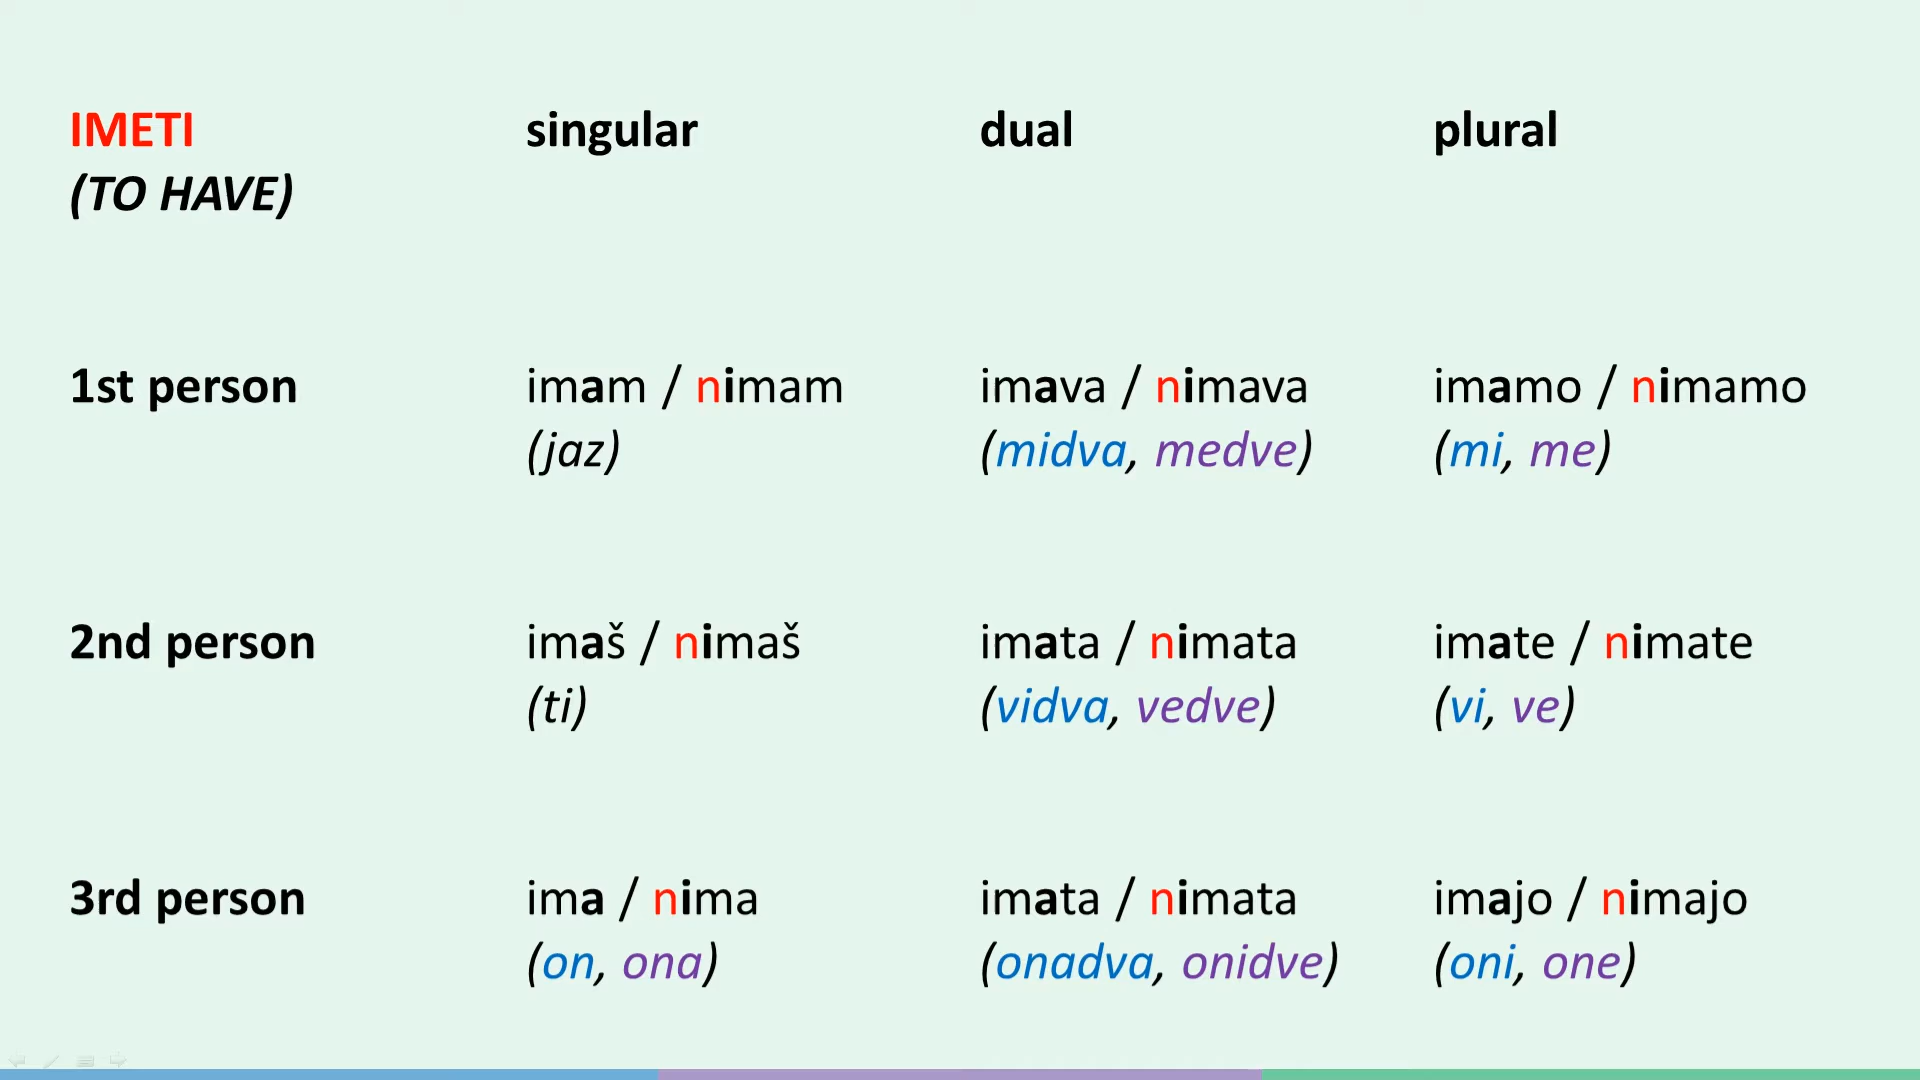 IMETI singular dual plural
(TO HAVE)
1st person imam / nimam imava / nimava imamo / nimamo
(jaz) (midva, medve) (mi, me)
2nd person imaš / nimaš imata / nimata imate / nimate
(ti) (vidva, vedve) (vi, ve)
3rd person ima / nima imata / nimata imajo / nimajo
(on, ona) (onadva, onidve) (oni, one)